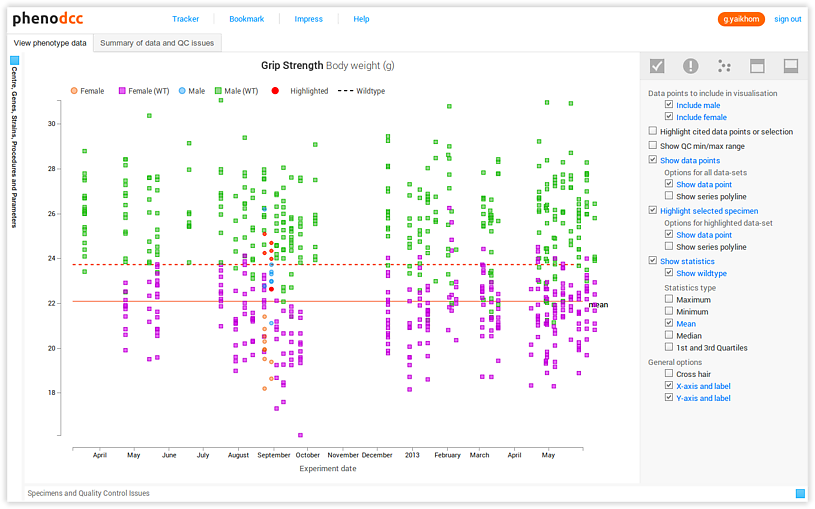 phenodcc
Tracker
Bookmark
Impress
Help
g.yaikhom
sign out
View phenotype data
Summary of data and QC issues
Centre, Genes, Strains, Procedures and Parameters
Grip Strength Body weight (g)
Female
Female (WT)
Male
Male (WT)
Highlighted
Wildtype
30
28
26
24
22
20
18
mean
April
May
June
July
August
September
October
November
December
2013
February
March
April
May
Experiment date
Data points to include in visualisation
Include male
Include female
Highlight cited data points or selection
Show QC min/max range
Show data points
Options for all data-sets
Show data point
Show series polyline
Highlight selected specimen
Options for highlighted data-set
Show data point
Show series polyline
Show statistics
Show wildtype
Statistics type
Maximum
Minimum
Mean
Median
1st and 3rd Quartiles
General options
Cross hair
X-axis and label
Y-axis and label
Specimens and Quality Control Issues